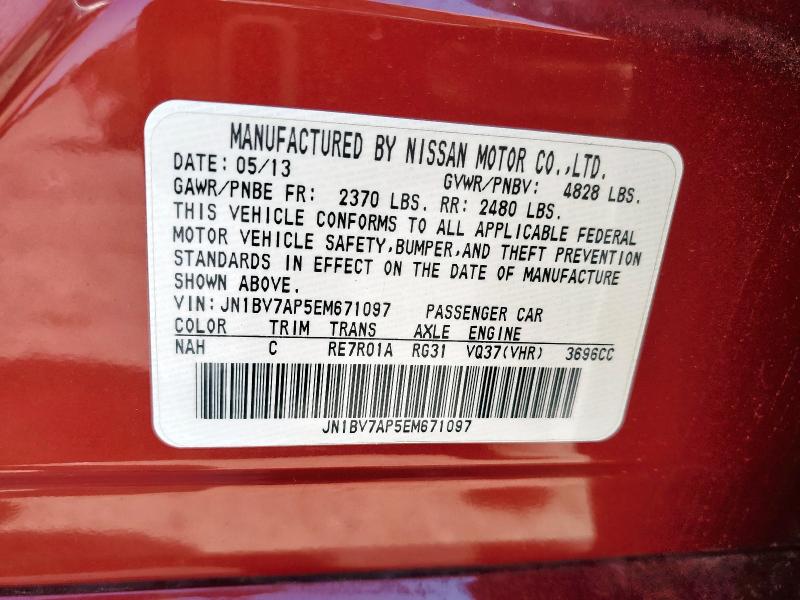 MANUFACTURED BY NISSAN MOTOR CO.,LTD.
DATE: 05/13 GVWR/PNBV: 4828 LBS.
GAWR/PNBE FR: 2370 LBS. RR: 2480 LBS.
THIS VEHICLE CONFORMS TO ALL APPLICABLE FEDERAL
MOTOR VEHICLE SAFETY,BUMPER,AND THEFT PREVENTION
STANDARDS IN EFFECT ON THE DATE OF MANUFACTURE
SHOWN ABOVE.
VIN: JN1BV7AP5EM671097 PASSENGER CAR
COLOR TRIM TRANS AXLE ENGINE
NAH C RE7R01A RG31 VQ37(VHR) 3696CC
JN1BV7AP5EM671097